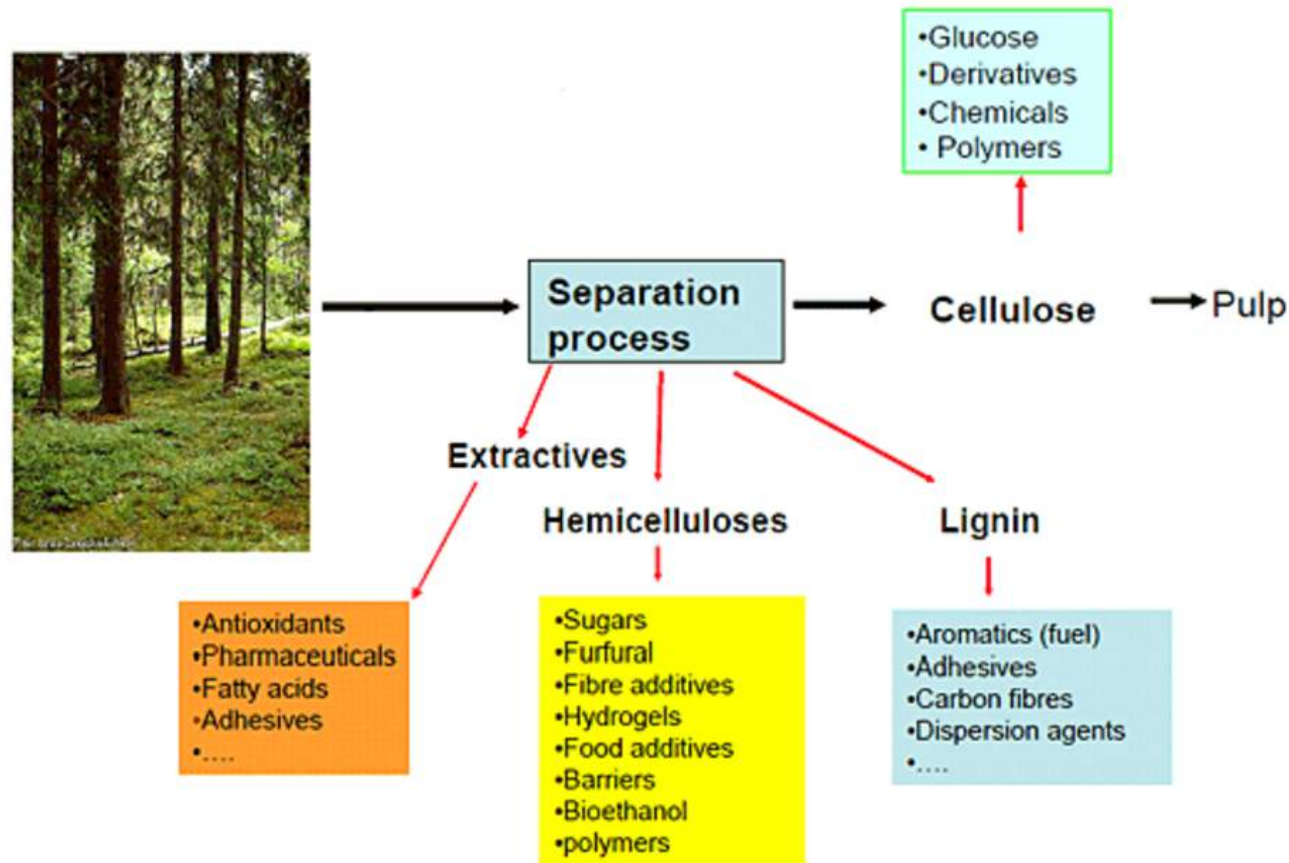 •Glucose
•Derivatives
•Chemicals
• Polymers
Separation
process
Cellulose
Pulp
Extractives
Hemicelluloses
Lignin
•Antioxidants
•Pharmaceuticals
•Fatty acids
•Adhesives
•....
•Sugars
•Furfural
•Fibre additives
•Hydrogels
•Food additives
•Barriers
•Bioethanol
•polymers
•Aromatics (fuel)
•Adhesives
•Carbon fibres
•Dispersion agents
•....